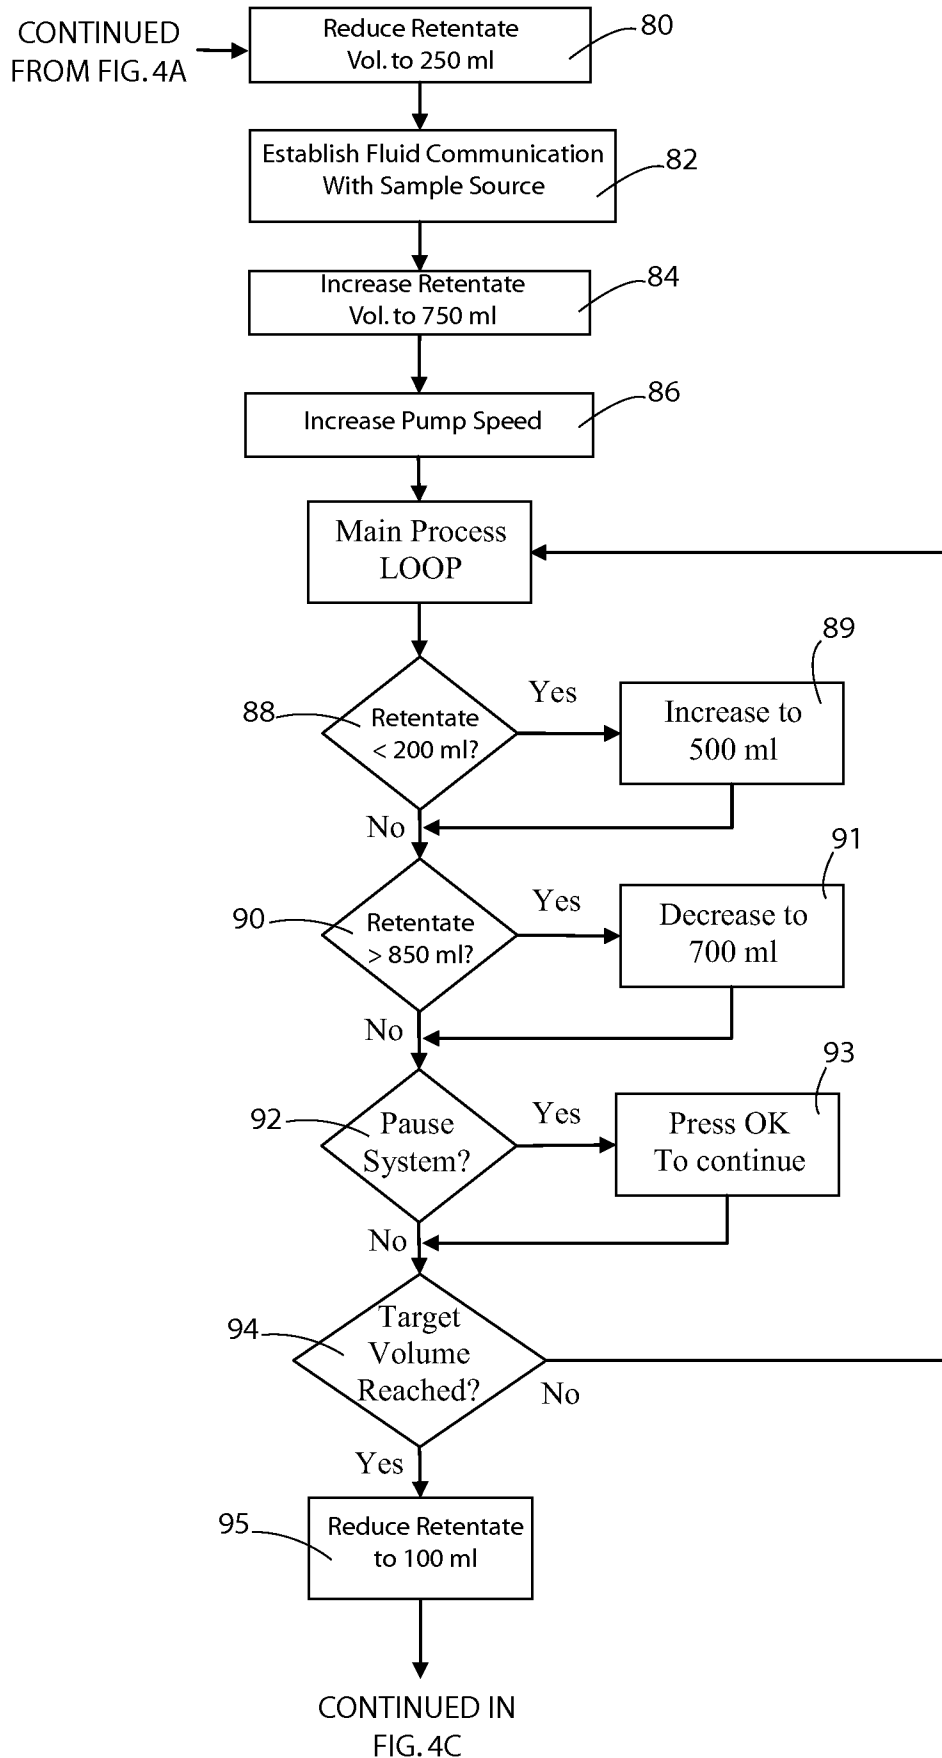 CONTINUED
FROM FIG. 4A
Reduce Retentate
Vol. to 250 ml
80
Establish Fluid Communication
With Sample Source
82
Increase Retentate
Vol. to 750 ml
84
Increase Pump Speed
86
Main Process
LOOP
88
Retentate
< 200 ml?
Yes
89
Increase to
500 ml
No
90
Retentate
> 850 ml?
Yes
91
Decrease to
700 ml
No
92
Pause
System?
Yes
93
Press OK
To continue
No
94
Target
Volume
Reached?
No
Yes
95
Reduce Retentate
to 100 ml
CONTINUED IN
FIG. 4C